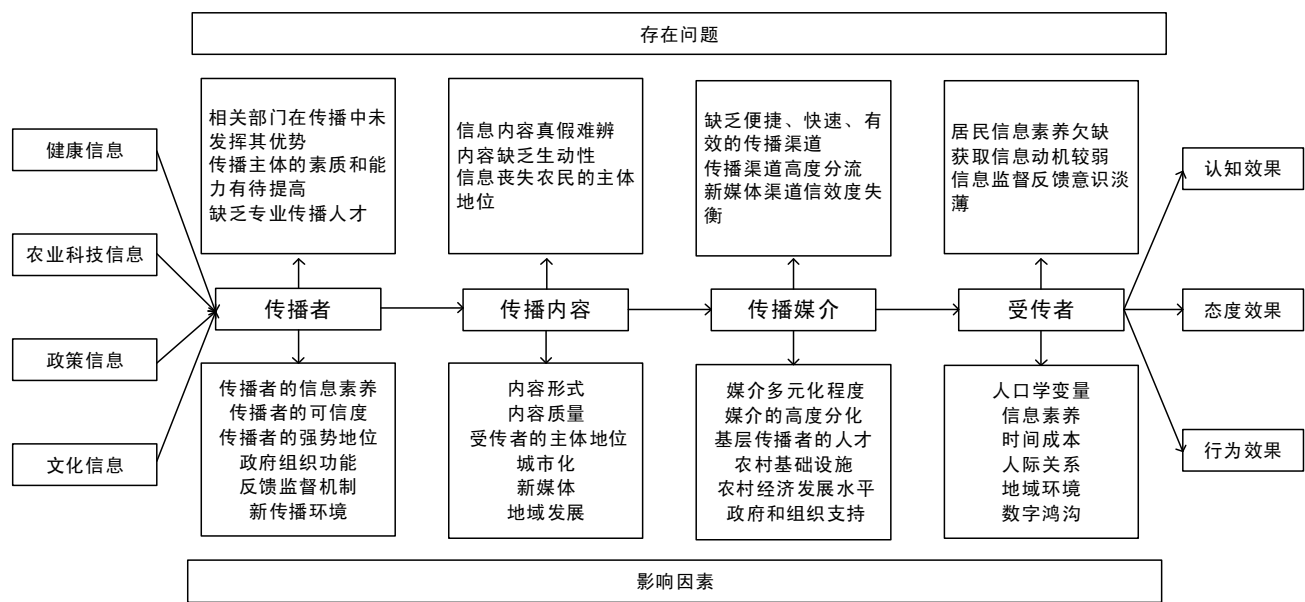 存在问题
相关部门在传播中未
发挥其优势
传播主体的素质和能
力有待提高
缺乏专业传播人才
信息内容真假难辨
内容缺乏生动性
信息丧失农民的主体
地位
缺乏便捷、快速、有
效的传播渠道
传播渠道高度分流
新媒体渠道信效度失
衡
居民信息素养欠缺
获取信息动机较弱
信息监督反馈意识淡
薄
健康信息
农业科技信息
政策信息
文化信息
传播者
传播内容
传播媒介
受传者
认知效果
态度效果
行为效果
传播者的信息素养
传播者的可信度
传播者的强势地位
政府组织功能
反馈监督机制
新传播环境
内容形式
内容质量
受传者的主体地位
城市化
新媒体
地域发展
媒介多元化程度
媒介的高度分化
基层传播者的人才
农村基础设施
农村经济发展水平
政府和组织支持
人口学变量
信息素养
时间成本
人际关系
地域环境
数字鸿沟
影响因素